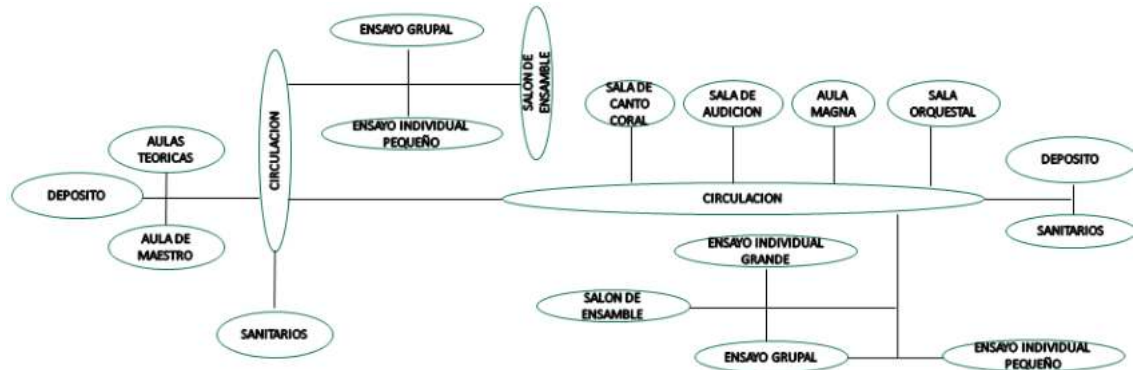 ENSAYO GRUPAL
SALON DE
ENSAMBLE
CIRCULACION
ENSAYO INDIVIDUAL
PEQUEÑO
AULAS
TEORICAS
DEPOSITO
AULA DE
MAESTRO
SANITARIOS
SALA DE
CANTO
CORAL
SALA DE
AUDICION
AULA
MAGNA
SALA
ORQUESTAL
DEPOSITO
CIRCULACION
SANITARIOS
ENSAYO INDIVIDUAL
GRANDE
SALON DE
ENSAMBLE
ENSAYO GRUPAL
ENSAYO INDIVIDUAL
PEQUEÑO